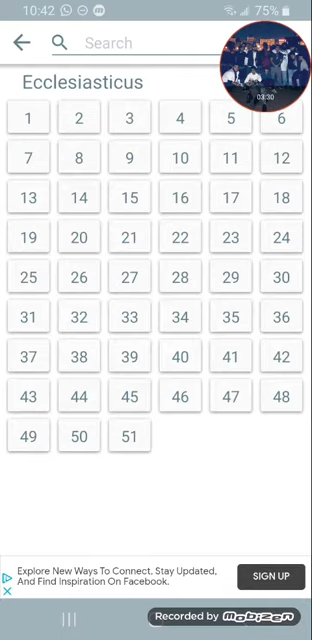 10:42 75%
Search
03:30
Ecclesiasticus
1 2 3 4 5 6
7 8 9 10 11 12
13 14 15 16 17 18
19 20 21 22 23 24
25 26 27 28 29 30
31 32 33 34 35 36
37 38 39 40 41 42
43 44 45 46 47 48
49 50 51
Explore New Ways To Connect, Stay Updated,
And Find Inspiration On Facebook.
SIGN UP
Recorded by Mobizen